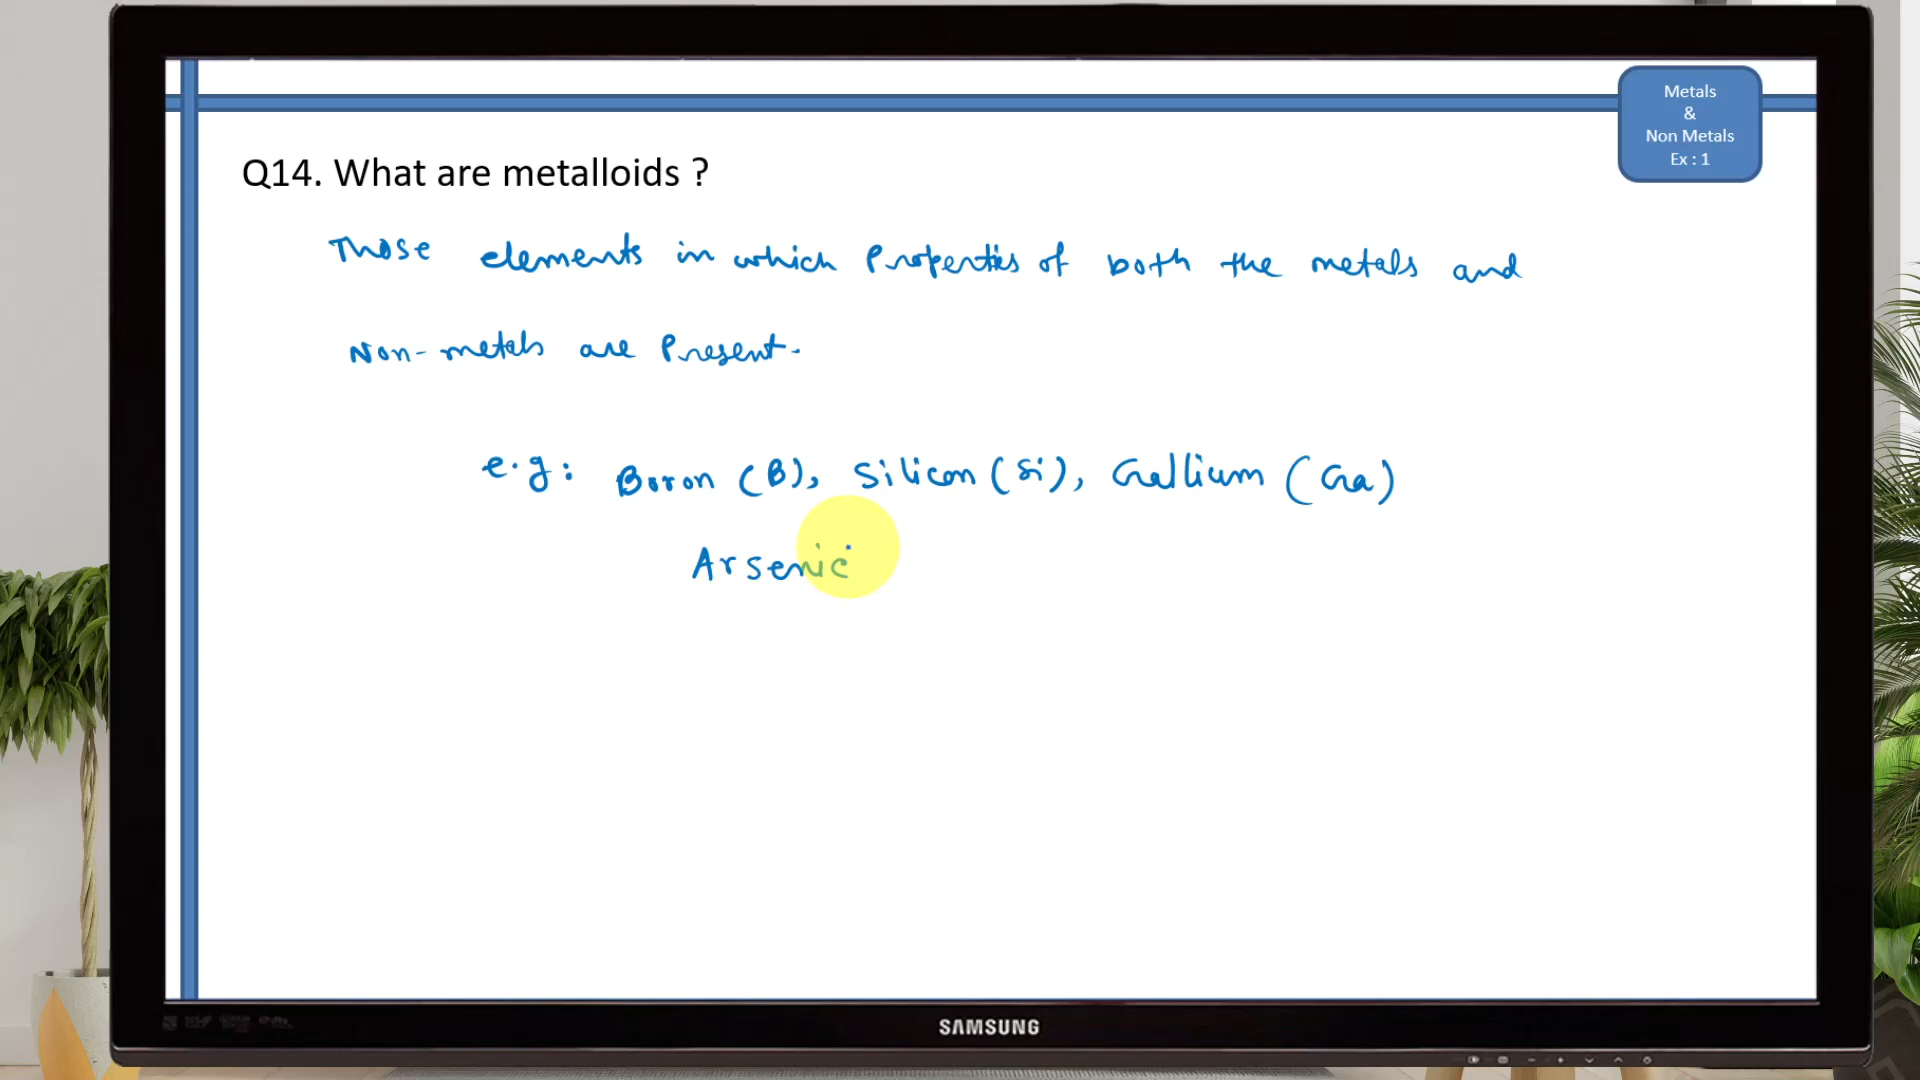 Metals
&
Non Metals
Ex : 1
Q14. What are metalloids ?
Those elements in which Properties of both the metals and
Non-metals are Present.
e.g: Boron (B), Silicon (Si), Gallium (Ga)
Arsenic
SAMSUNG